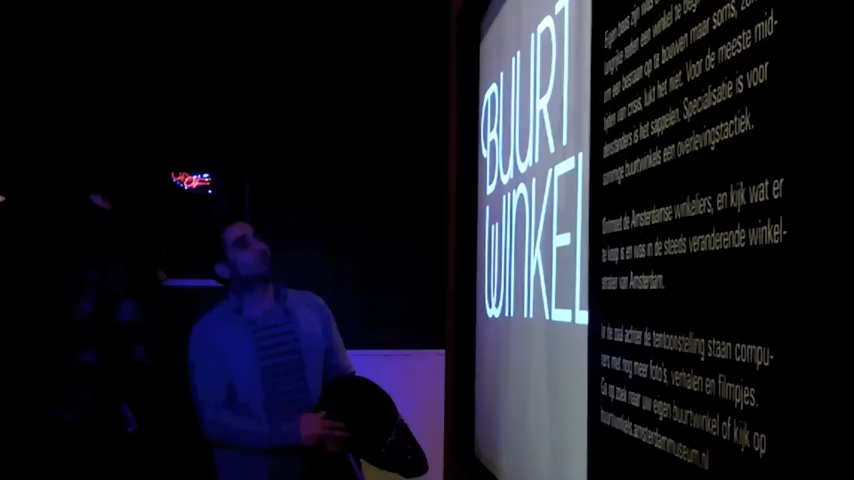 BUURT
WINKEL
Eigen baas zijn was
langrijke reden een winkel te
om een bestaan op te bouwen maar soms,
tijden van crisis, lukt het niet. Voor de meeste mid-
denstanders is het sappelen. Specialisatie is voor
sommige buurtwinkels een overlevingstactiek.
Ontmoet de Amsterdamse winkeliers, en kijk wat er
te koop is en was in de steeds veranderende winkel-
straten van Amsterdam.
In de zaal achter de tentoonstelling staan compu-
ters met nog meer foto's, verhalen en filmpjes.
Ga op zoek naar uw eigen buurtwinkel of kijk op
buurtwinkels.amsterdammuseum.nl